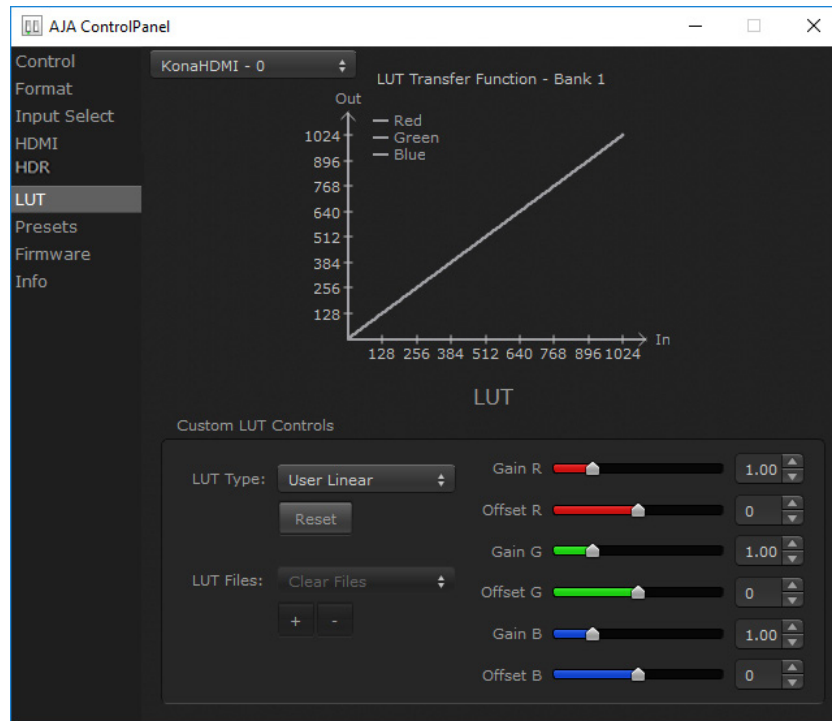 AJA ControlPanel
Control
Format
Input Select
HDMI
HDR
LUT
Presets
Firmware
Info
KonaHDMI - 0
LUT Transfer Function - Bank 1
Out
Red
Green
Blue
1024
896
768
640
512
384
256
128
128 256 384 512 640 768 896 1024
In
LUT
Custom LUT Controls
LUT Type: User Linear
Reset
LUT Files: Clear Files
+ -
Gain R 1.00
Offset R 0
Gain G 1.00
Offset G 0
Gain B 1.00
Offset B 0